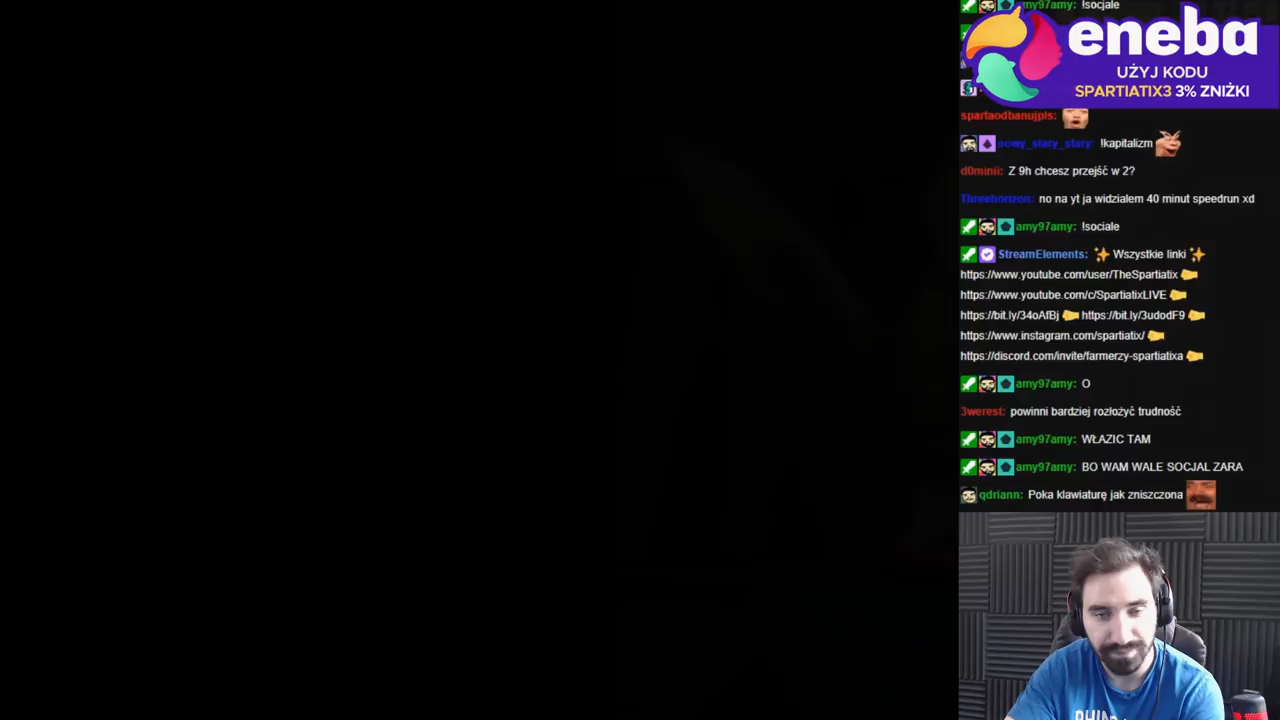 amy97amy: !socjale
eneba
UŻYJ KODU
SPARTIATIX3 3% ZNIŻKI
spartaodbanujpls:
nowy_stary_stary: !kapitalizm
d0minii: Z 9h chcesz przejść w 2?
Thveehorizon: no na yt ja widzialem 40 minut speedrun xd
amy97amy: !sociale
StreamElements: ✨ Wszystkie linki ✨
https://www.youtube.com/user/TheSpartiatix
https://www.youtube.com/c/SpartiatixLIVE
https://bit.ly/34oAfBj https://bit.ly/3udodF9
https://www.instagram.com/spartiatix/
https://discord.com/invite/farmerzy-spartiatixa
amy97amy: O
3werest: powinni bardziej rozłożyć trudność
amy97amy: WŁAZIC TAM
amy97amy: BO WAM WALE SOCJAL ZARA
qdriann: Poka klawiaturę jak zniszczona